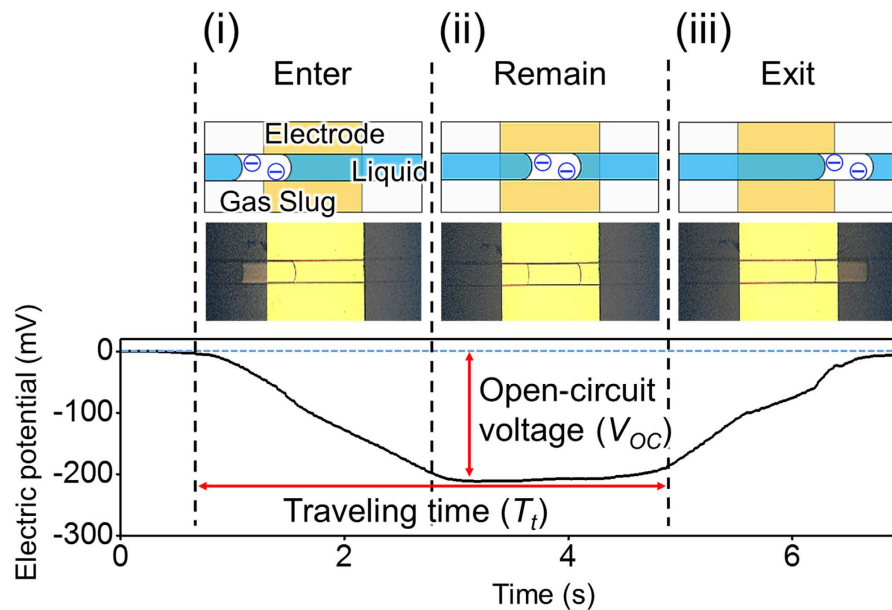 (i) (ii) (iii)
Enter Remain Exit
Electrode
Liquid
Gas Slug
Electric potential (mV)
0
-100
-200
-300
Open-circuit
voltage (VOC)
Traveling time (Tt)
0 2 4 6
Time (s)